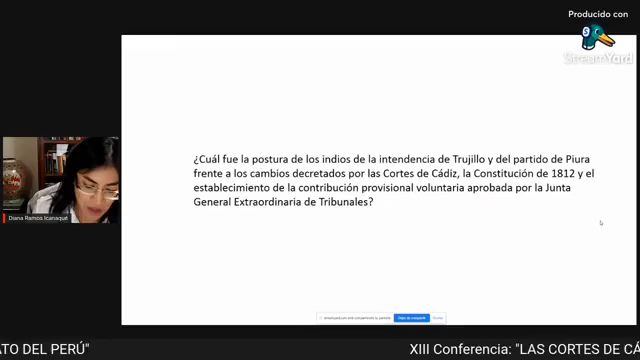 Producido con
StreamYard
¿Cuál fue la postura de los indios de la intendencia de Trujillo y del partido de Piura
frente a los cambios decretados por las Cortes de Cádiz, la Constitución de 1812 y el
establecimiento de la contribución provisional voluntaria aprobada por la Junta
General Extraordinaria de Tribunales?
Diana Ramos Icanaqué
ATO DEL PERÚ" XIII Conferencia: "LAS CORTES DE CÁ